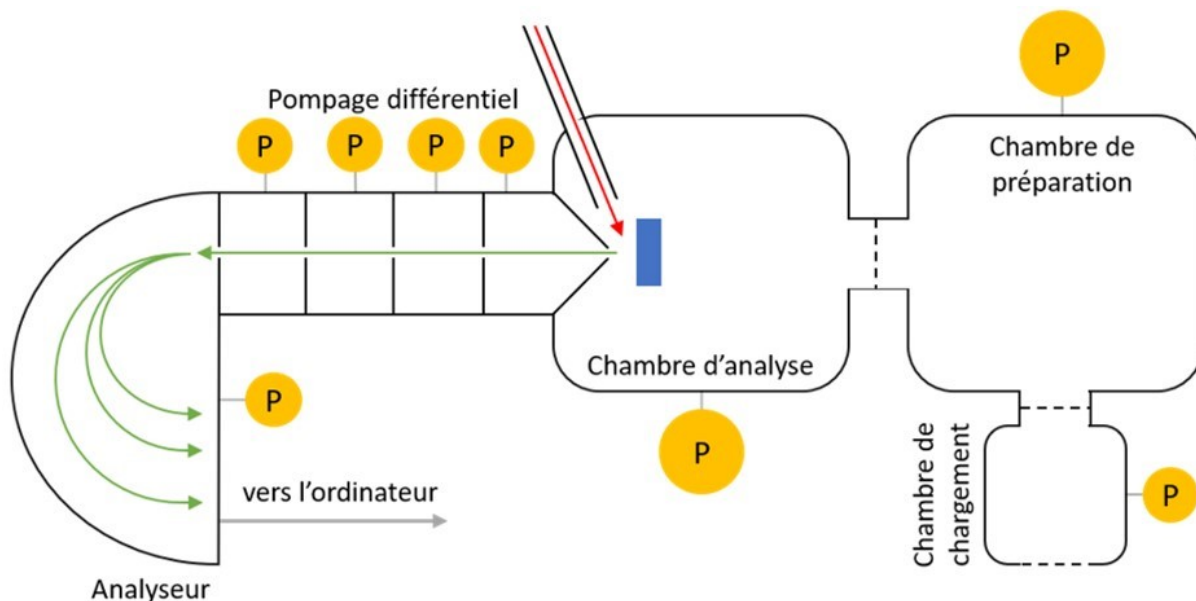 P
Pompage différentiel
P
P
P
P
Chambre de
préparation
Chambre d'analyse
P
P
vers l'ordinateur
Analyseur
Chambre de
chargement
P